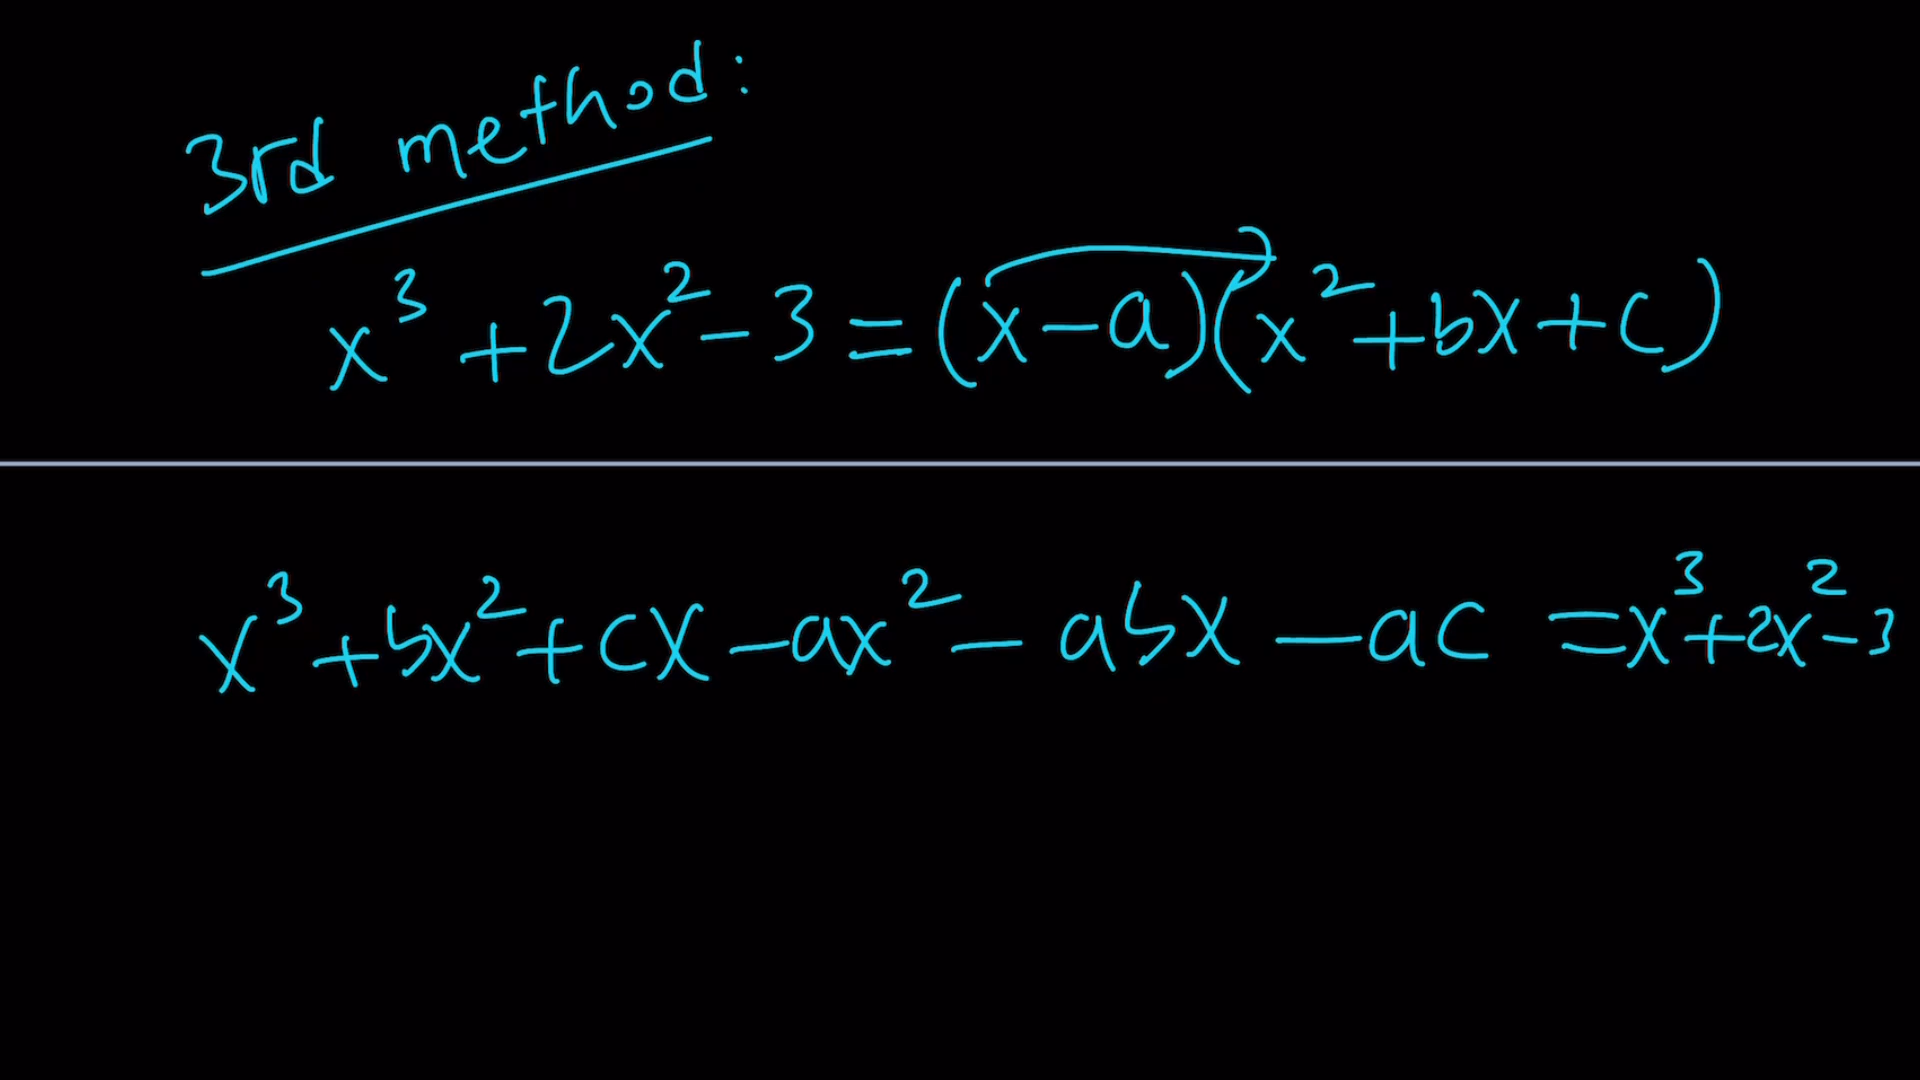 3rd method:
x³ + 2x² - 3 = (x - a)(x² + bx + c)
x³ + bx² + cx - ax² - abx - ac = x³ + 2x² - 3